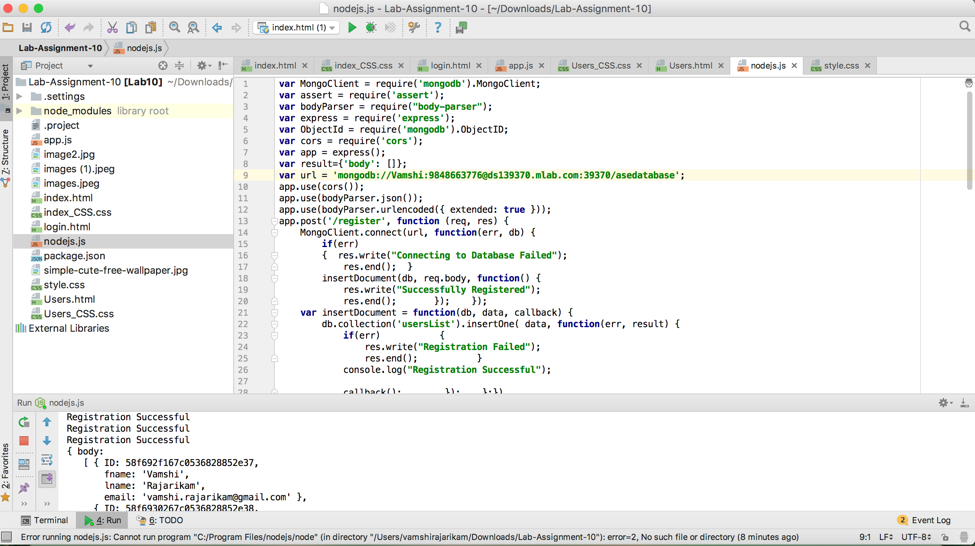 nodejs.js - Lab-Assignment-10 - [~/Downloads/Lab-Assignment-10]
index.html (1)
Lab-Assignment-10 nodejs.js
Project
index.html index_CSS.css login.html app.js Users_CSS.css Users.html nodejs.js style.css
1: Project
Z: Structure
2: Favorites
Lab-Assignment-10 [Lab10] ~/Downloads/
.settings
node_modules library root
.project
app.js
image2.jpg
images (1).jpeg
images.jpeg
index.html
index_CSS.css
login.html
nodejs.js
package.json
simple-cute-free-wallpaper.jpg
style.css
Users.html
Users_CSS.css
External Libraries
1 var MongoClient = require('mongodb').MongoClient;
2 var assert = require('assert');
3 var bodyParser = require("body-parser");
4 var express = require('express');
5 var ObjectId = require('mongodb').ObjectID;
6 var cors = require('cors');
7 var app = express();
8 var result={'body': []};
9 var url = 'mongodb://Vamshi:9848663776@ds139370.mlab.com:39370/asedatabase';
10 app.use(cors());
11 app.use(bodyParser.json());
12 app.use(bodyParser.urlencoded({ extended: true }));
13 app.post('/register', function (req, res) {
14 MongoClient.connect(url, function(err, db) {
15 if(err)
16 { res.write("Connecting to Database Failed");
17 res.end(); }
18 insertDocument(db, req.body, function() {
19 res.write("Successfully Registered");
20 res.end(); }); });
21 var insertDocument = function(db, data, callback) {
22 db.collection('usersList').insertOne( data, function(err, result) {
23 if(err) {
24 res.write("Registration Failed");
25 res.end(); }
26 console.log("Registration Successful");
27
28 callback(); }); };})
Run nodejs.js
Registration Successful
Registration Successful
Registration Successful
{ body:
[ { ID: 58f692f167c0536828852e37,
fname: 'Vamshi',
lname: 'Rajarikam',
email: 'vamshi.rajarikam@gmail.com' },
{ ID: 58f6930267c0536828852e38,
Terminal 4: Run 6: TODO 2 Event Log
Error running nodejs.js: Cannot run program "C:/Program Files/nodejs/node" (in directory "/Users/vamshirajarikam/Downloads/Lab-Assignment-10"): error=2, No such file or directory (8 minutes ago) 9:1 LF UTF-8